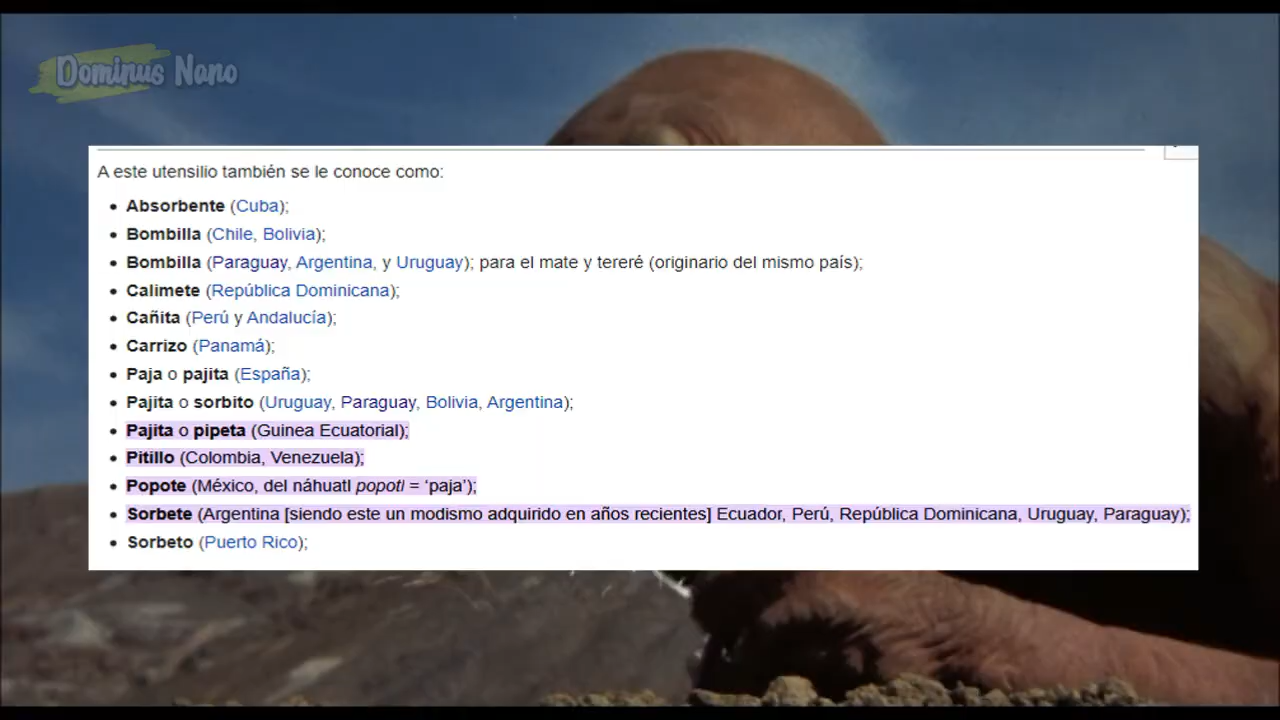 Dominus Nano
A este utensilio también se le conoce como:
• Absorbente (Cuba);
• Bombilla (Chile, Bolivia);
• Bombilla (Paraguay, Argentina, y Uruguay); para el mate y tereré (originario del mismo país);
• Calimete (República Dominicana);
• Cañita (Perú y Andalucía);
• Carrizo (Panamá);
• Paja o pajita (España);
• Pajita o sorbito (Uruguay, Paraguay, Bolivia, Argentina);
• Pajita o pipeta (Guinea Ecuatorial);
• Pitillo (Colombia, Venezuela);
• Popote (México, del náhuatl popotl = ‘paja’);
• Sorbete (Argentina [siendo este un modismo adquirido en años recientes] Ecuador, Perú, República Dominicana, Uruguay, Paraguay);
• Sorbeto (Puerto Rico);